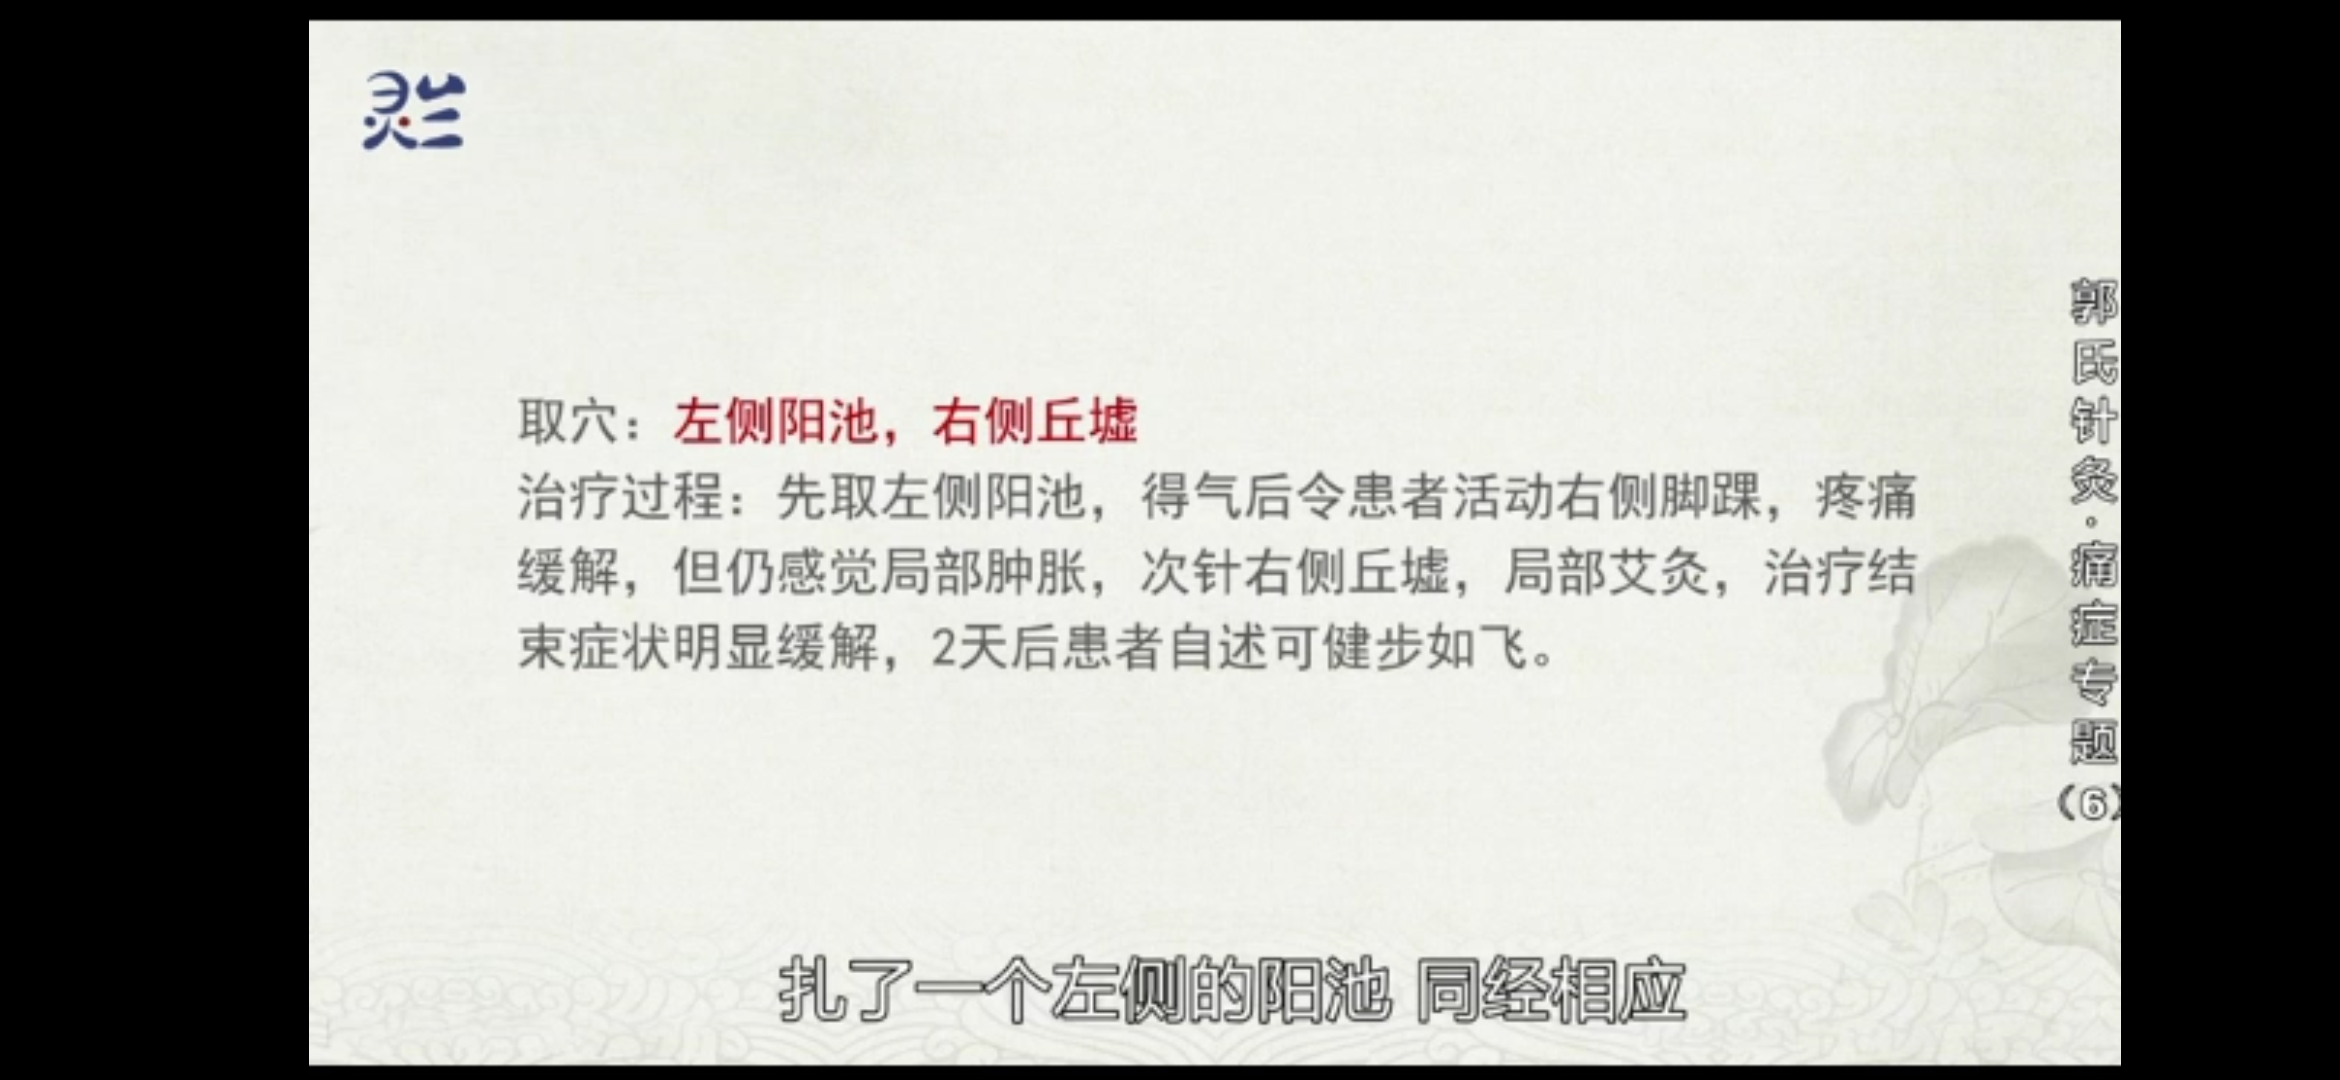 灵兰
取穴：左侧阳池，右侧丘墟
治疗过程：先取左侧阳池，得气后令患者活动右侧脚踝，疼痛
缓解，但仍感觉局部肿胀，次针右侧丘墟，局部艾灸，治疗结
束症状明显缓解，2天后患者自述可健步如飞。
郭氏针灸·痛症专题（6）
扎了一个左侧的阳池 同经相应